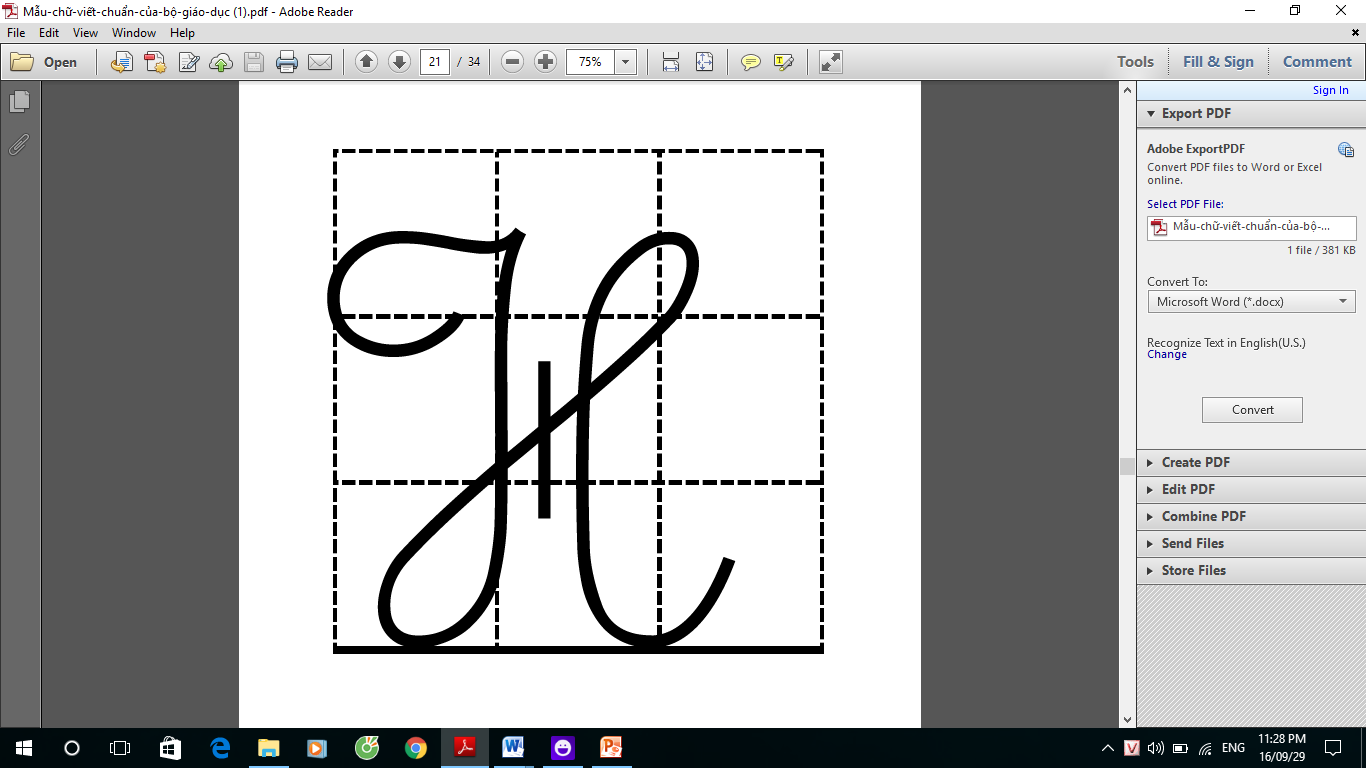 Mẫu-chữ-viết-chuẩn-của-bộ-giáo-dục (1).pdf - Adobe Reader
File Edit View Window Help
Open 21 / 34 75% Tools Fill & Sign Comment
Sign In
Export PDF
Adobe ExportPDF
Convert PDF files to Word or Excel
online.
Select PDF File:
Mẫu-chữ-viết-chuẩn-của-bộ-...
1 file / 381 KB
Convert To:
Microsoft Word (*.docx)
Recognize Text in English(U.S.)
Change
Convert
Create PDF
Edit PDF
Combine PDF
Send Files
Store Files
H
ENG
11:28 PM
16/09/29